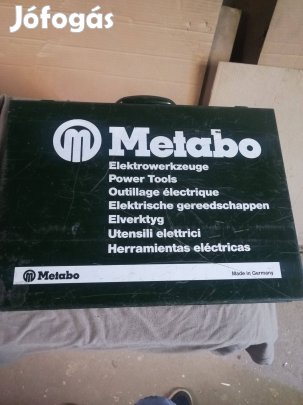 Jófogás
Metabo
Elektrowerkzeuge
Power Tools
Outillage électrique
Elektrische gereedschappen
Elverktyg
Utensili elettrici
Herramientas eléctricas
Metabo
Made in Germany